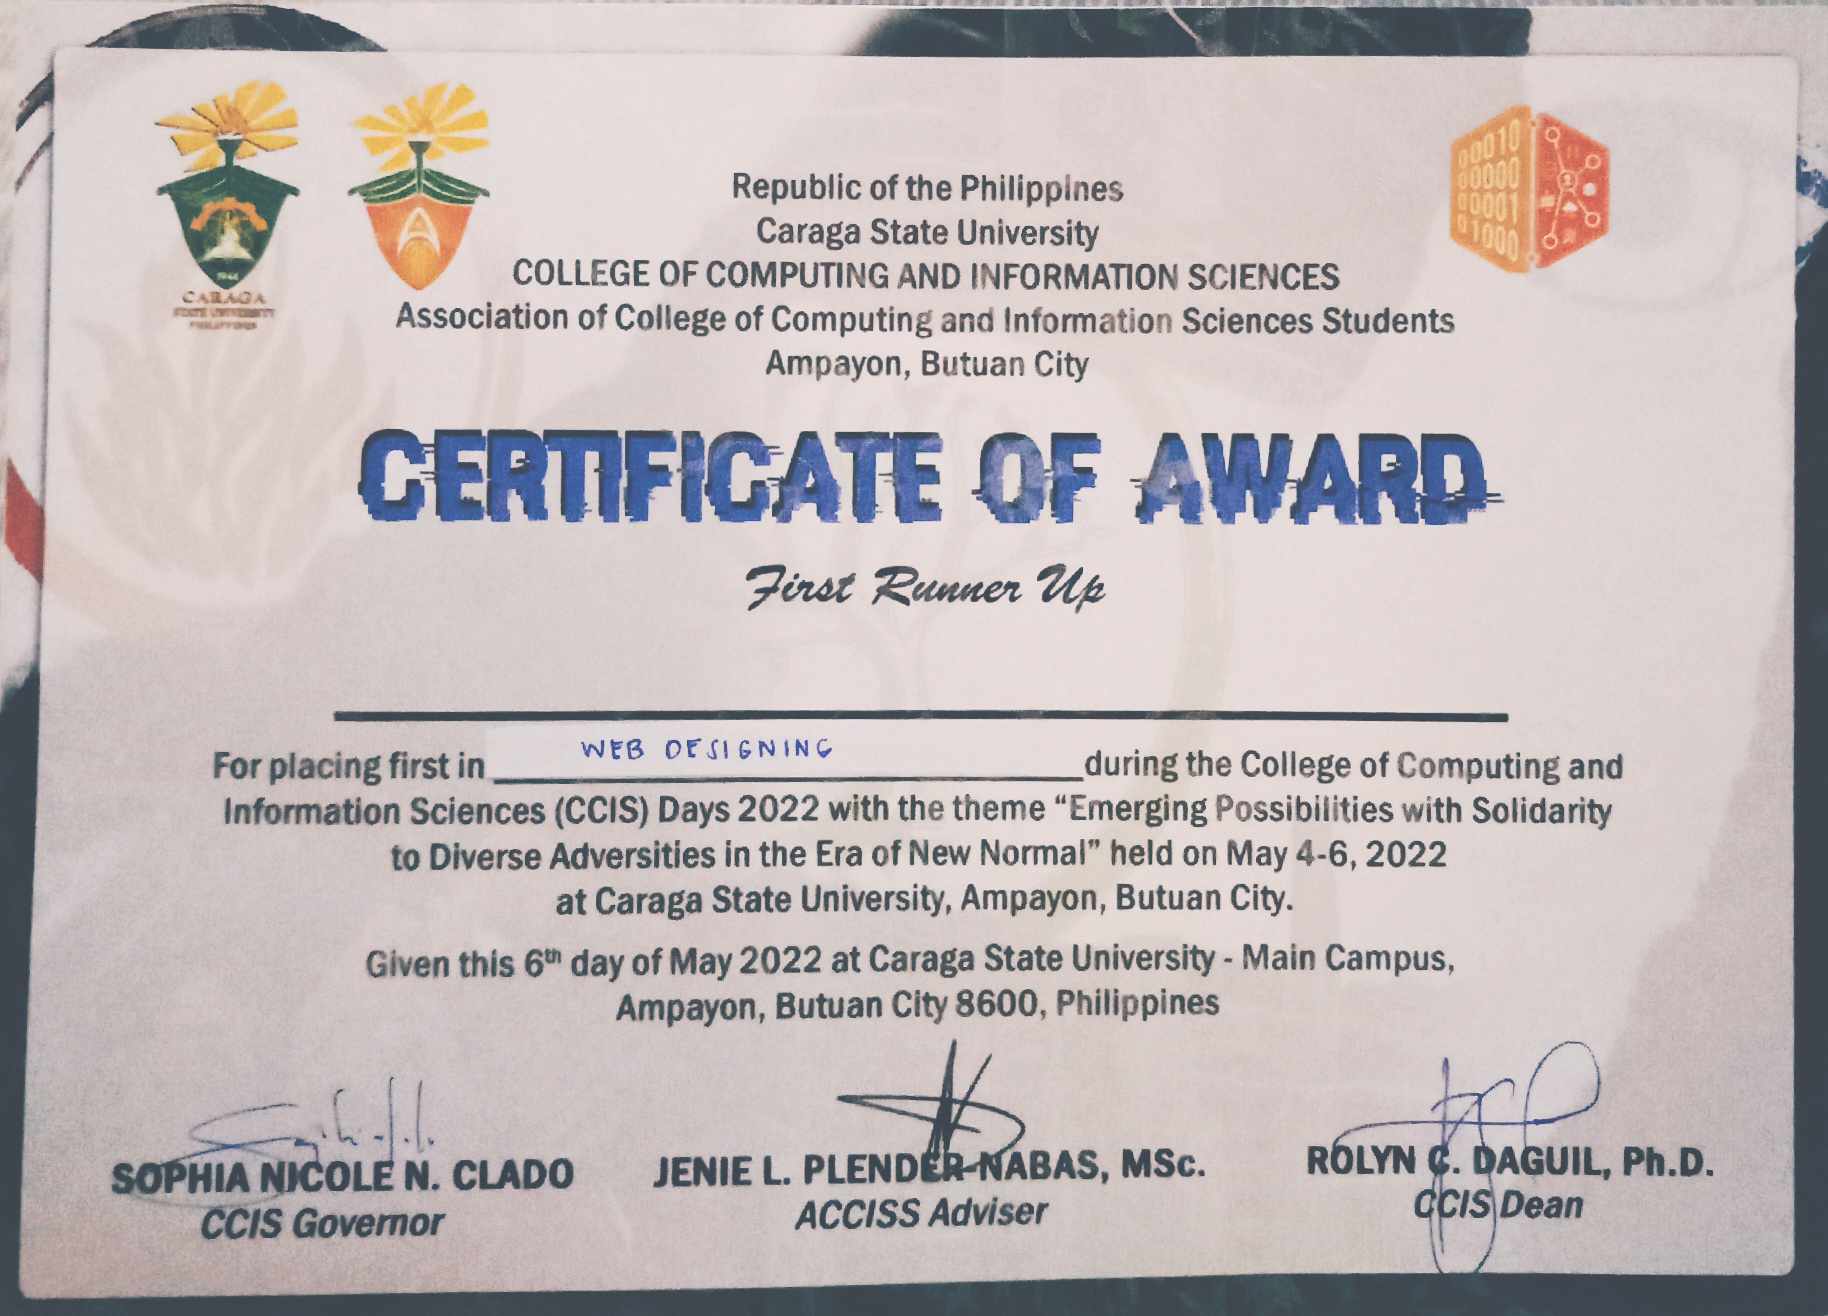 CARAGA
STATE UNIVERSITY
PHILIPPINES
Republic of the Philippines
Caraga State University
COLLEGE OF COMPUTING AND INFORMATION SCIENCES
Association of College of Computing and Information Sciences Students
Ampayon, Butuan City
CERTIFICATE OF AWARD
First Runner Up
For placing first in WEB DESIGNING during the College of Computing and
Information Sciences (CCIS) Days 2022 with the theme “Emerging Possibilities with Solidarity
to Diverse Adversities in the Era of New Normal” held on May 4-6, 2022
at Caraga State University, Ampayon, Butuan City.
Given this 6th day of May 2022 at Caraga State University - Main Campus,
Ampayon, Butuan City 8600, Philippines
SOPHIA NICOLE N. CLADO
CCIS Governor
JENIE L. PLENDER-NABAS, MSc.
ACCISS Adviser
ROLYN C. DAGUIL, Ph.D.
CCIS Dean